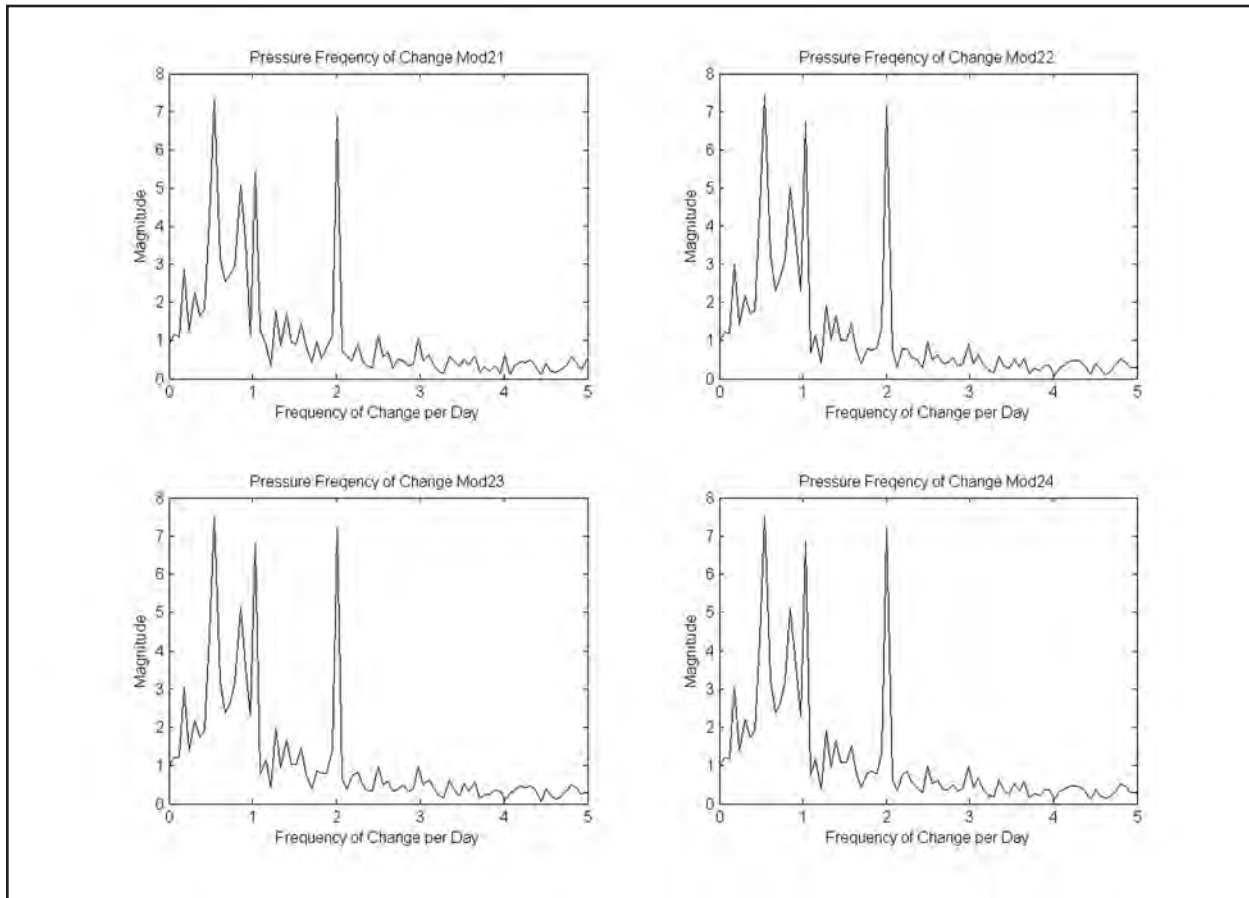 Pressure Freqency of Change Mod21
8
7
6
5
4
3
2
1
0
Magnitude
0 1 2 3 4 5
Frequency of Change per Day
Pressure Freqency of Change Mod22
8
7
6
5
4
3
2
1
0
Magnitude
0 1 2 3 4 5
Frequency of Change per Day
Pressure Freqency of Change Mod23
8
7
6
5
4
3
2
1
0
Magnitude
0 1 2 3 4 5
Frequency of Change per Day
Pressure Freqency of Change Mod24
8
7
6
5
4
3
2
1
0
Magnitude
0 1 2 3 4 5
Frequency of Change per Day